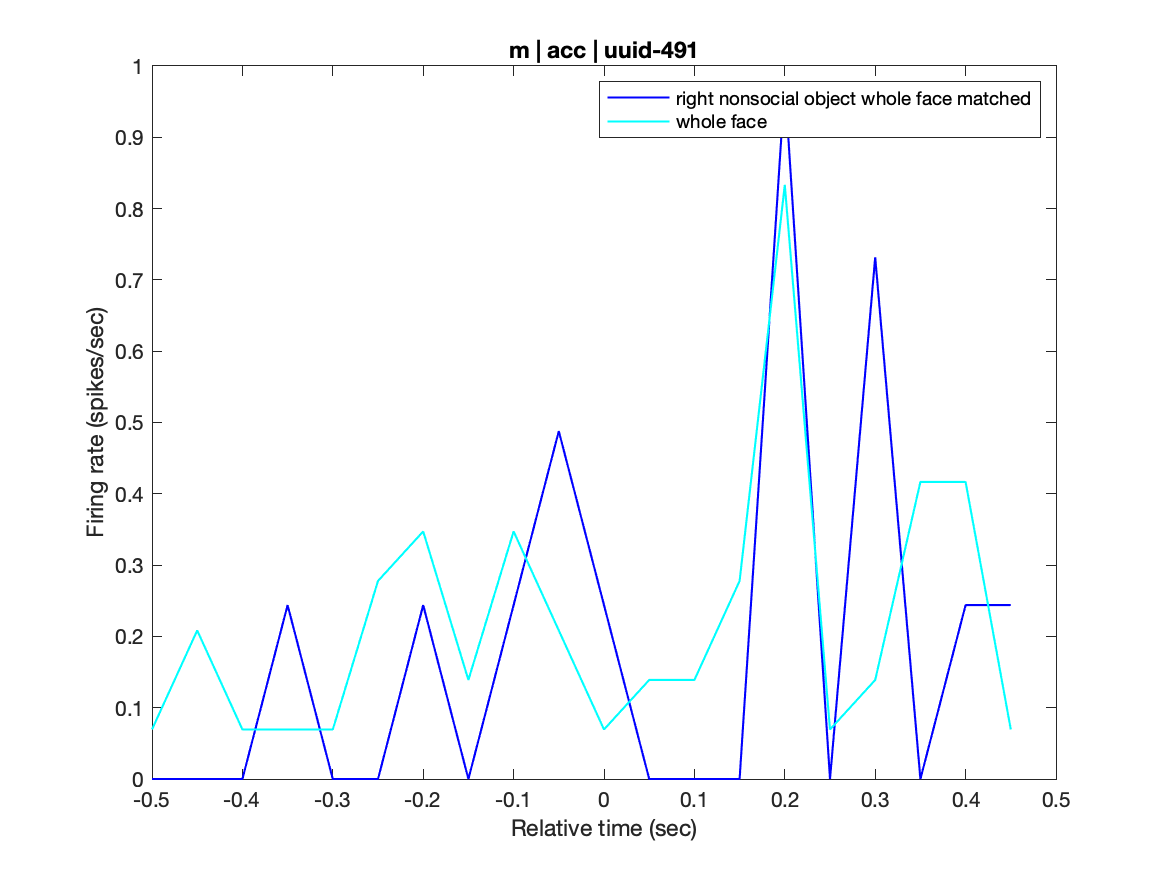 m | acc | uuid-491
right nonsocial object whole face matched
whole face
1
0.9
0.8
0.7
0.6
0.5
0.4
0.3
0.2
0.1
0
Firing rate (spikes/sec)
-0.5 -0.4 -0.3 -0.2 -0.1 0 0.1 0.2 0.3 0.4 0.5
Relative time (sec)